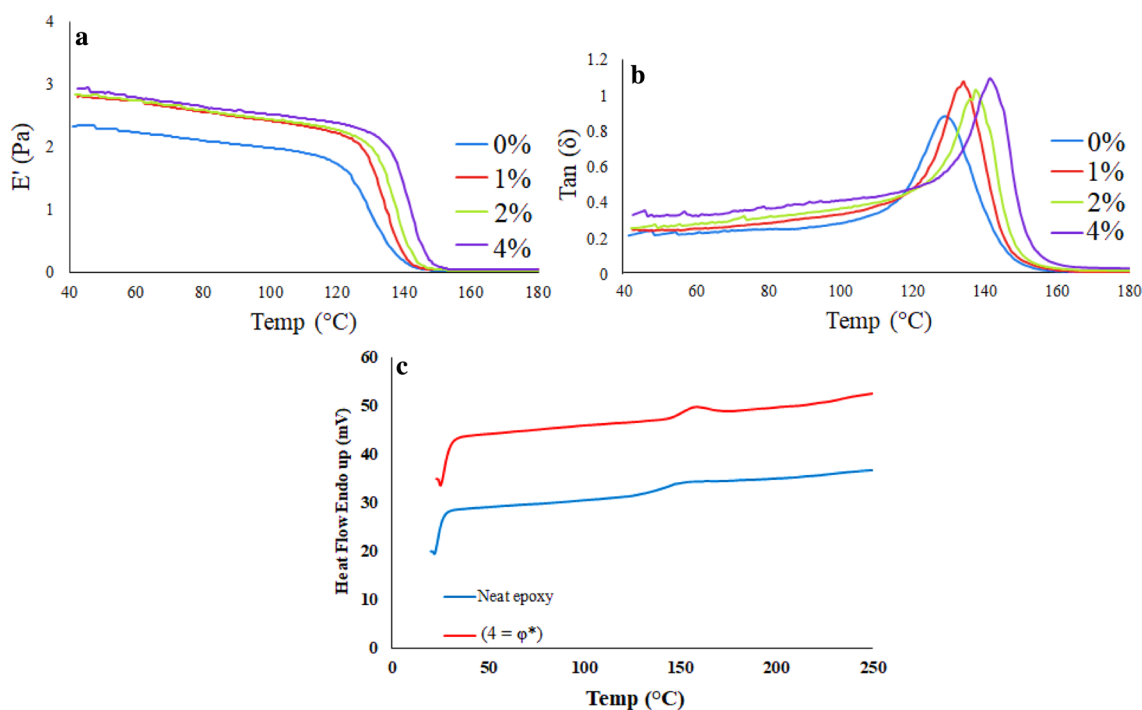 a
E' (Pa)
4
3
2
1
0
0%
1%
2%
4%
40 60 80 100 120 140 160 180
Temp (°C)
b
Tan (δ)
1.2
1
0.8
0.6
0.4
0.2
0
0%
1%
2%
4%
40 60 80 100 120 140 160 180
Temp (°C)
c
Heat Flow Endo up (mV)
60
50
40
30
20
10
0
Neat epoxy
(4 = φ*)
0 50 100 150 200 250
Temp (°C)